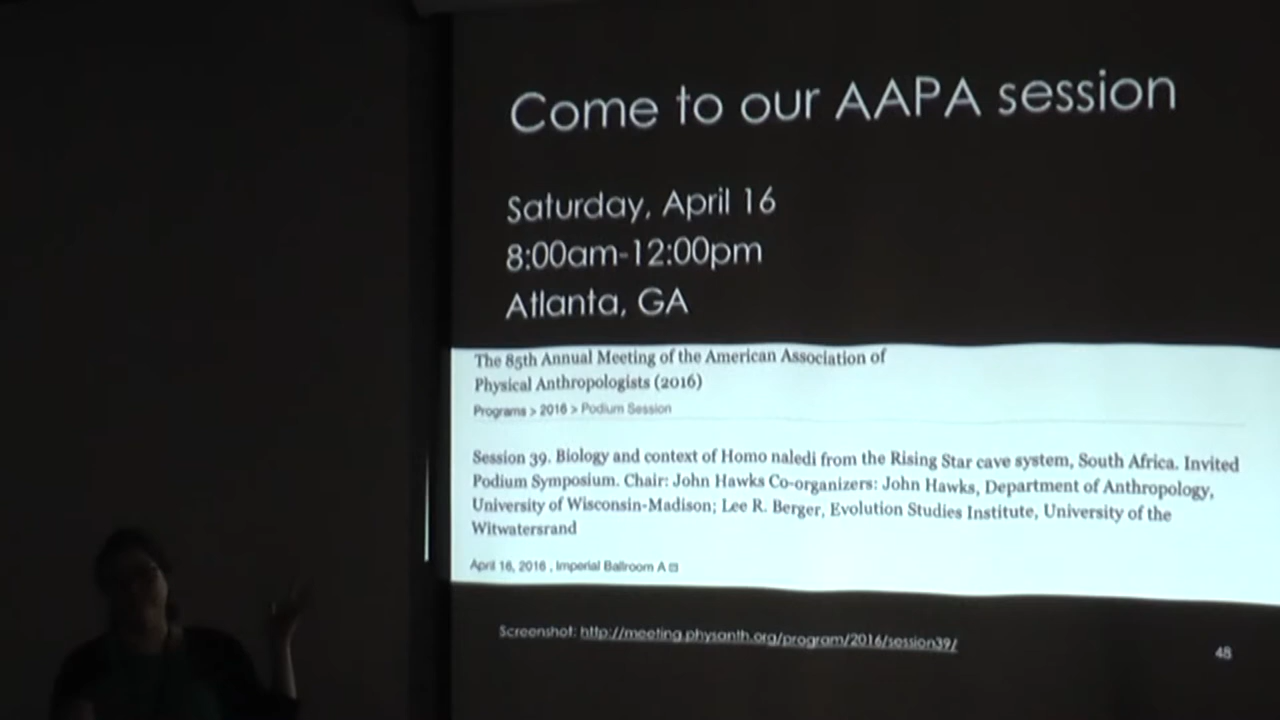 Come to our AAPA session
Saturday, April 16
8:00am-12:00pm
Atlanta, GA
The 85th Annual Meeting of the American Association of
Physical Anthropologists (2016)
Programs > 2016 > Podium Session
Session 39. Biology and context of Homo naledi from the Rising Star cave system, South Africa. Invited
Podium Symposium. Chair: John Hawks Co-organizers: John Hawks, Department of Anthropology,
University of Wisconsin-Madison; Lee R. Berger, Evolution Studies Institute, University of the
Witwatersrand
April 16, 2016 , Imperial Ballroom A
Screenshot: http://meeting.physanth.org/program/2016/session39/
48